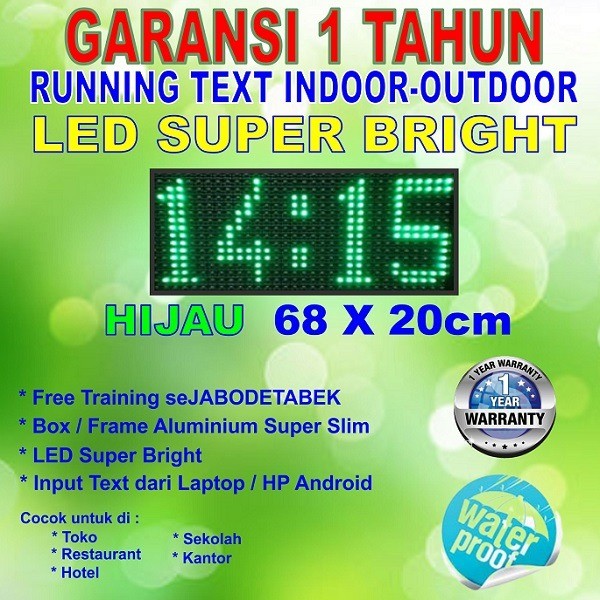 GARANSI 1 TAHUN
RUNNING TEXT INDOOR-OUTDOOR
LED SUPER BRIGHT
14:15
HIJAU 68 X 20cm
* Free Training seJABODETABEK
* Box / Frame Aluminium Super Slim
* LED Super Bright
* Input Text dari Laptop / HP Android
1 YEAR WARRANTY
1
YEAR
WARRANTY
Cocok untuk di :
* Toko
* Restaurant
* Hotel
* Sekolah
* Kantor
water
proof